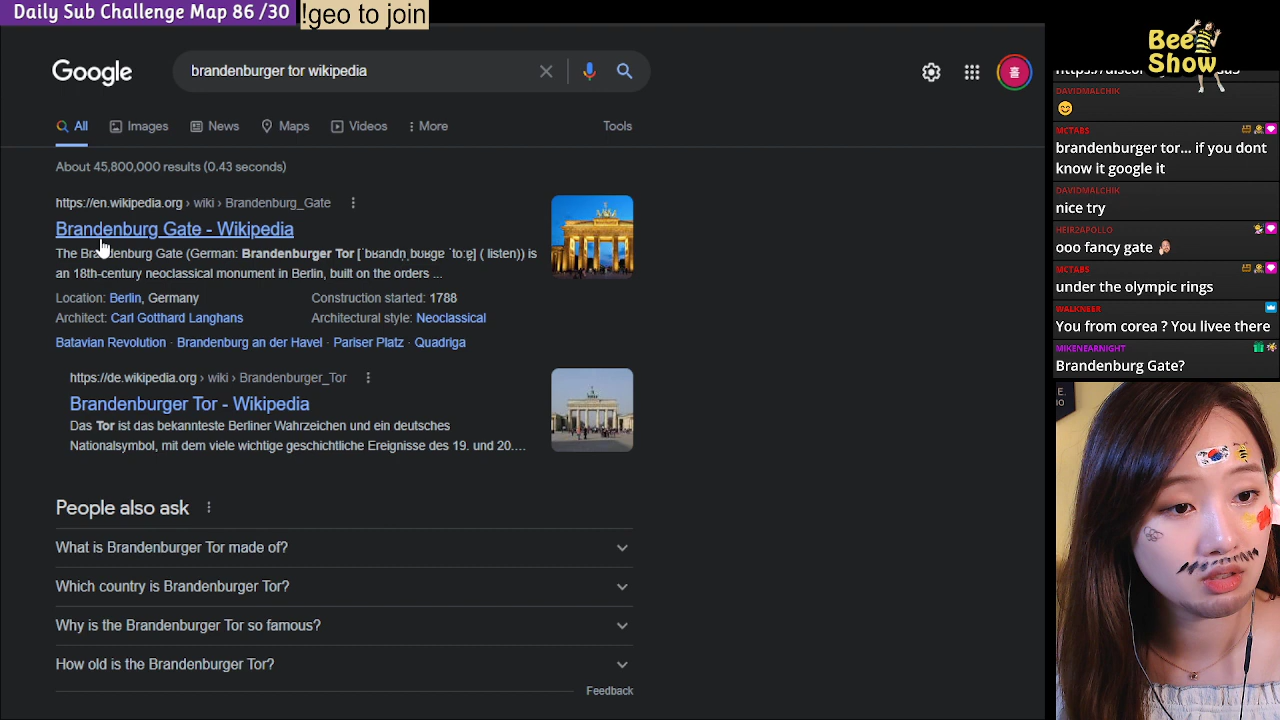 Daily Sub Challenge Map 86 /30
!geo to join
Google
brandenburger tor wikipedia
홀
All
Images
News
Maps
Videos
More
Tools
About 45,800,000 results (0.43 seconds)
https://en.wikipedia.org › wiki › Brandenburg_Gate
Brandenburg Gate - Wikipedia
The Brandenburg Gate (German: Brandenburger Tor ( listen)) is
an 18th-century neoclassical monument in Berlin, built on the orders ...
Location: Berlin, Germany
Construction started: 1788
Architect: Carl Gotthard Langhans
Architectural style: Neoclassical
Batavian Revolution · Brandenburg an der Havel · Pariser Platz · Quadriga
https://de.wikipedia.org › wiki › Brandenburger_Tor
Brandenburger Tor - Wikipedia
Das Tor ist das bekannteste Berliner Wahrzeichen und ein deutsches
Nationalsymbol, mit dem viele wichtige geschichtliche Ereignisse des 19. und 20....
People also ask
What is Brandenburger Tor made of?
Which country is Brandenburger Tor?
Why is the Brandenburger Tor so famous?
How old is the Brandenburger Tor?
Feedback
Bee
Show
DAVIDMALCHIK
MCTABS
brandenburger tor... if you dont
know it google it
DAVIDMALCHIK
nice try
HEIR2APOLLO
ooo fancy gate
MCTABS
under the olympic rings
WALKNEER
You from corea ? You livee there
MIKENEARNIGHT
Brandenburg Gate?